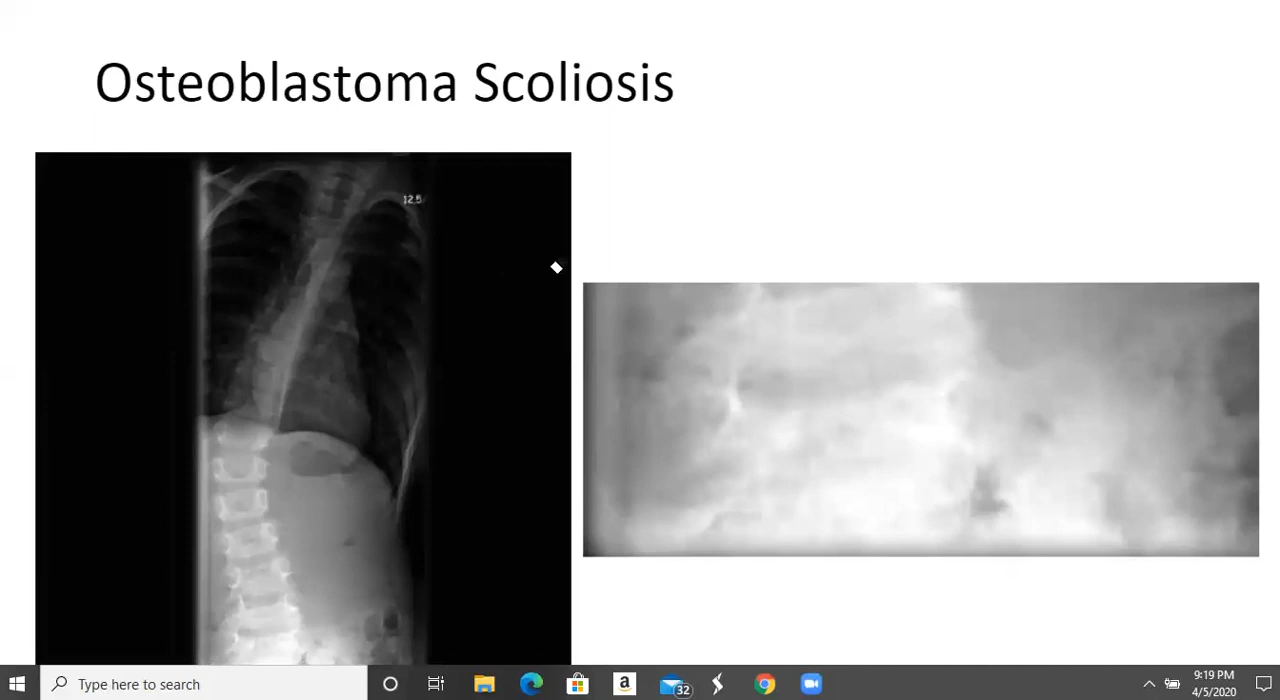 Osteoblastoma Scoliosis
12.5
Type here to search
a
32
9:19 PM
4/5/2020